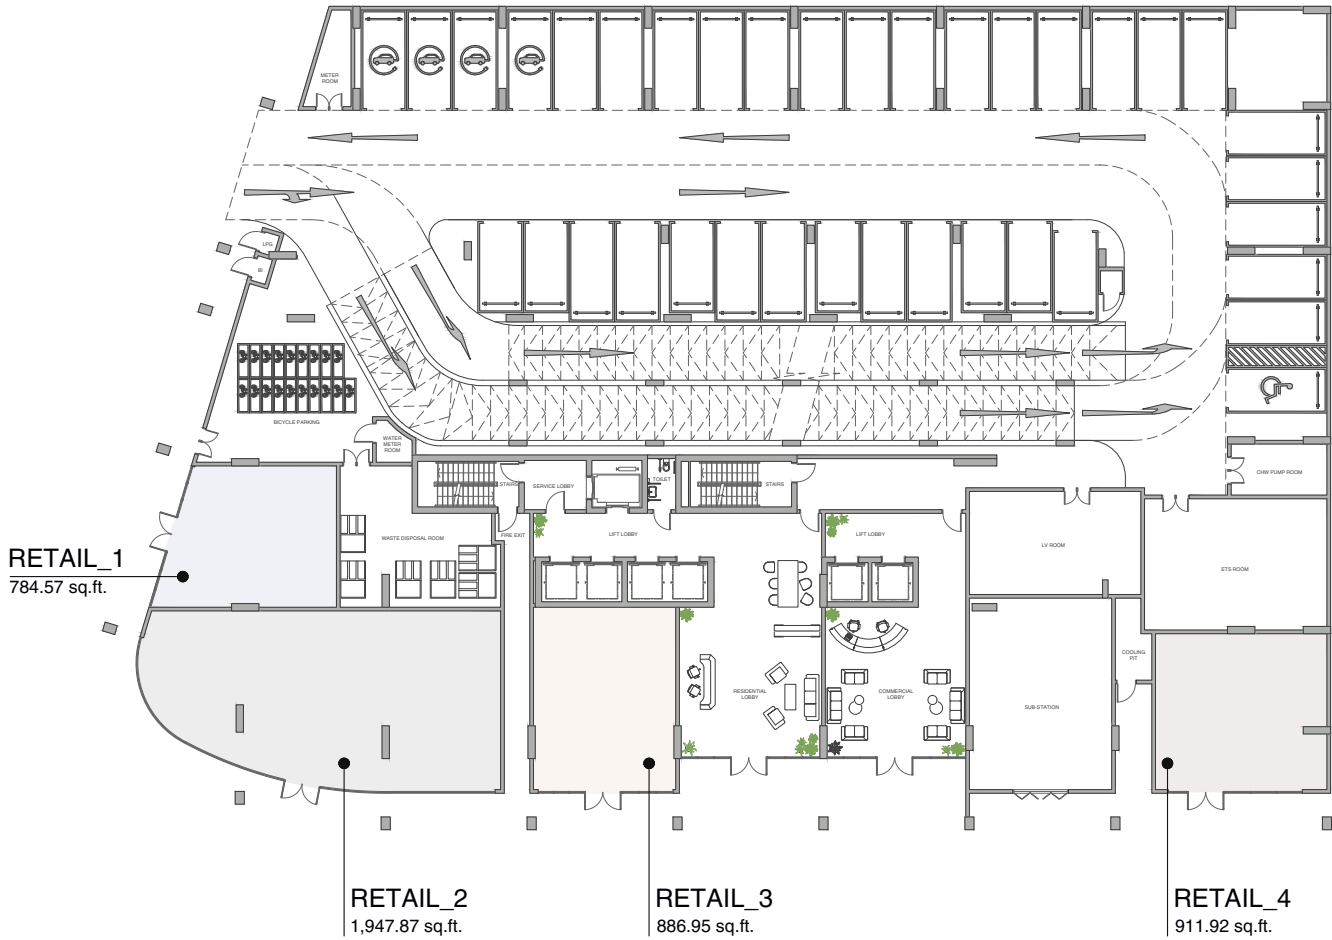 METER
ROOM
LPG
BI
BICYCLE PARKING
WATER
METER
ROOM
STAIRS
SERVICE LOBBY
TOILET
STAIRS
CHW PUMP ROOM
WASTE DISPOSAL ROOM
FIRE EXIT
LIFT LOBBY
LIFT LOBBY
LV ROOM
ETS ROOM
RETAIL_1
784.57 sq.ft.
COOLING
PIT
RESIDENTIAL
LOBBY
COMMERCIAL
LOBBY
SUB-STATION
RETAIL_2
1,947.87 sq.ft.
RETAIL_3
886.95 sq.ft.
RETAIL_4
911.92 sq.ft.